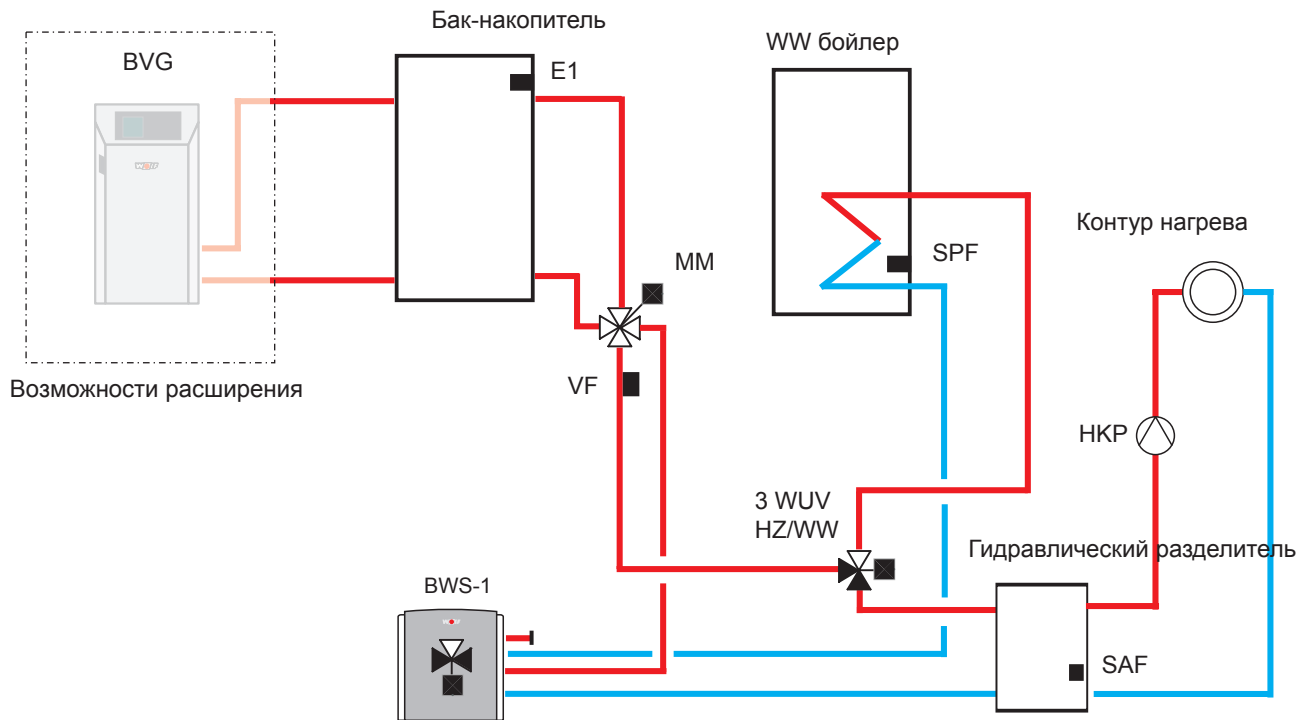 Бак-накопитель
WW бойлер
BVG
E1
MM
SPF
Контур нагрева
VF
Возможности расширения
HKP
3 WUV
HZ/WW
Гидравлический разделитель
BWS-1
SAF